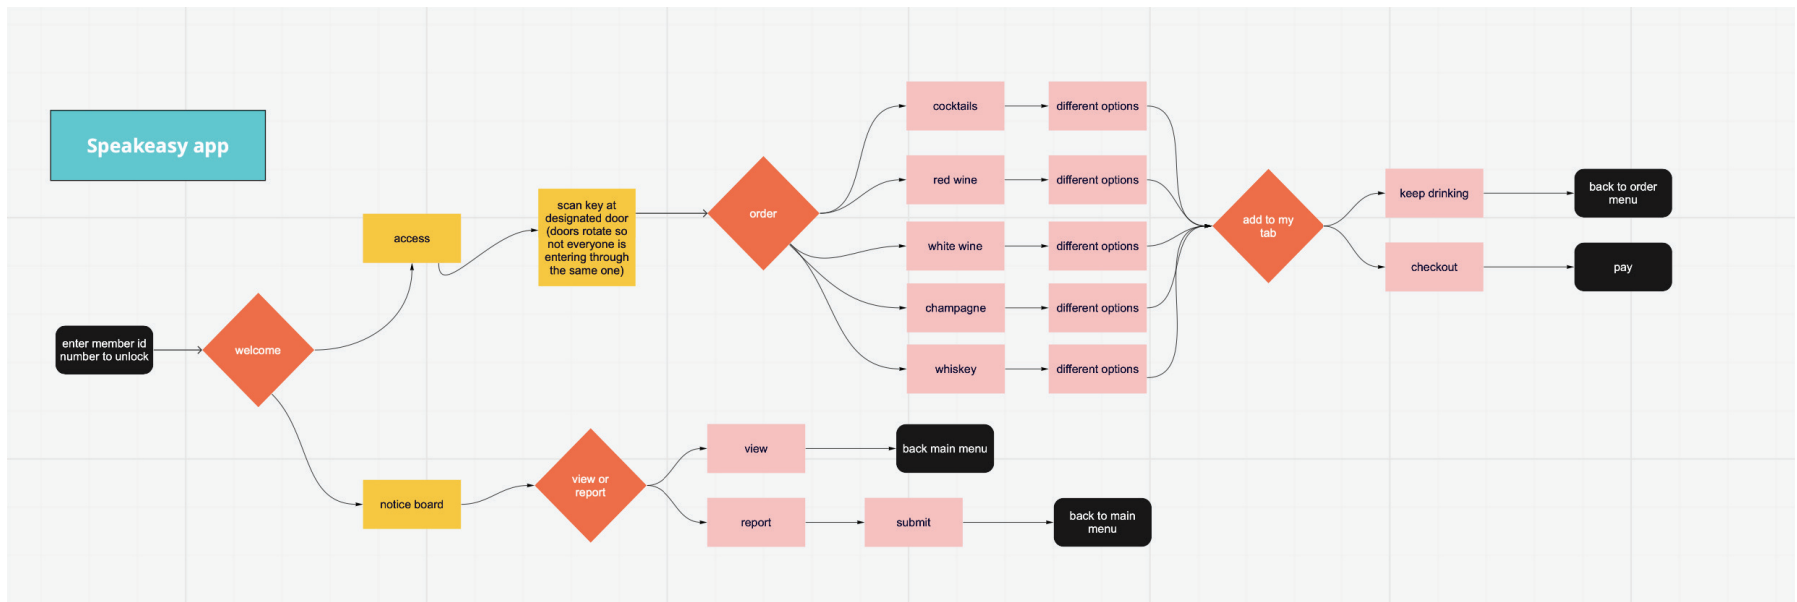 Speakeasy app
enter member id
number to unlock
welcome
access
scan key at
designated door
(doors rotate so
not everyone is
entering through
the same one)
order
cocktails
different options
red wine
different options
white wine
different options
champagne
different options
whiskey
different options
add to my
tab
keep drinking
back to order
menu
checkout
pay
notice board
view or
report
view
back main menu
report
submit
back to main
menu